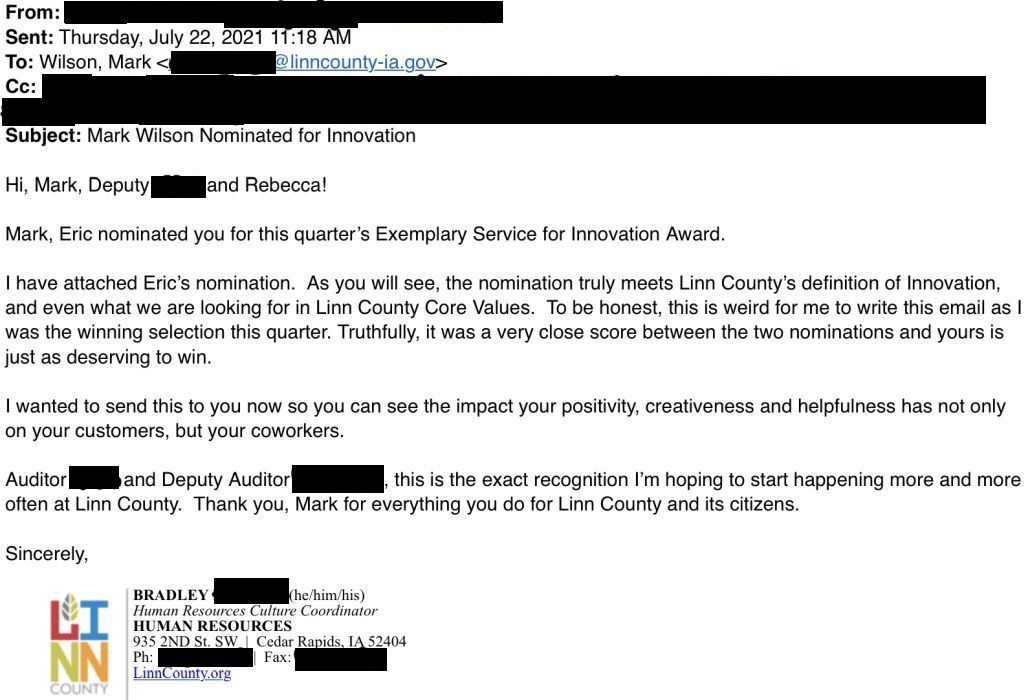 From:
Sent: Thursday, July 22, 2021 11:18 AM
To: Wilson, Mark < @linncounty-ia.gov>
Cc:
Subject: Mark Wilson Nominated for Innovation
Hi, Mark, Deputy and Rebecca!
Mark, Eric nominated you for this quarter's Exemplary Service for Innovation Award.
I have attached Eric's nomination.  As you will see, the nomination truly meets Linn County's definition of Innovation,
and even what we are looking for in Linn County Core Values.  To be honest, this is weird for me to write this email as I
was the winning selection this quarter. Truthfully, it was a very close score between the two nominations and yours is
just as deserving to win.
I wanted to send this to you now so you can see the impact your positivity, creativeness and helpfulness has not only
on your customers, but your coworkers.
Auditor and Deputy Auditor , this is the exact recognition I'm hoping to start happening more and more
often at Linn County.  Thank you, Mark for everything you do for Linn County and its citizens.
Sincerely,
LINN
COUNTY
BRADLEY (he/him/his)
Human Resources Culture Coordinator
HUMAN RESOURCES
935 2ND St. SW | Cedar Rapids, IA 52404
Ph: | Fax:
LinnCounty.org